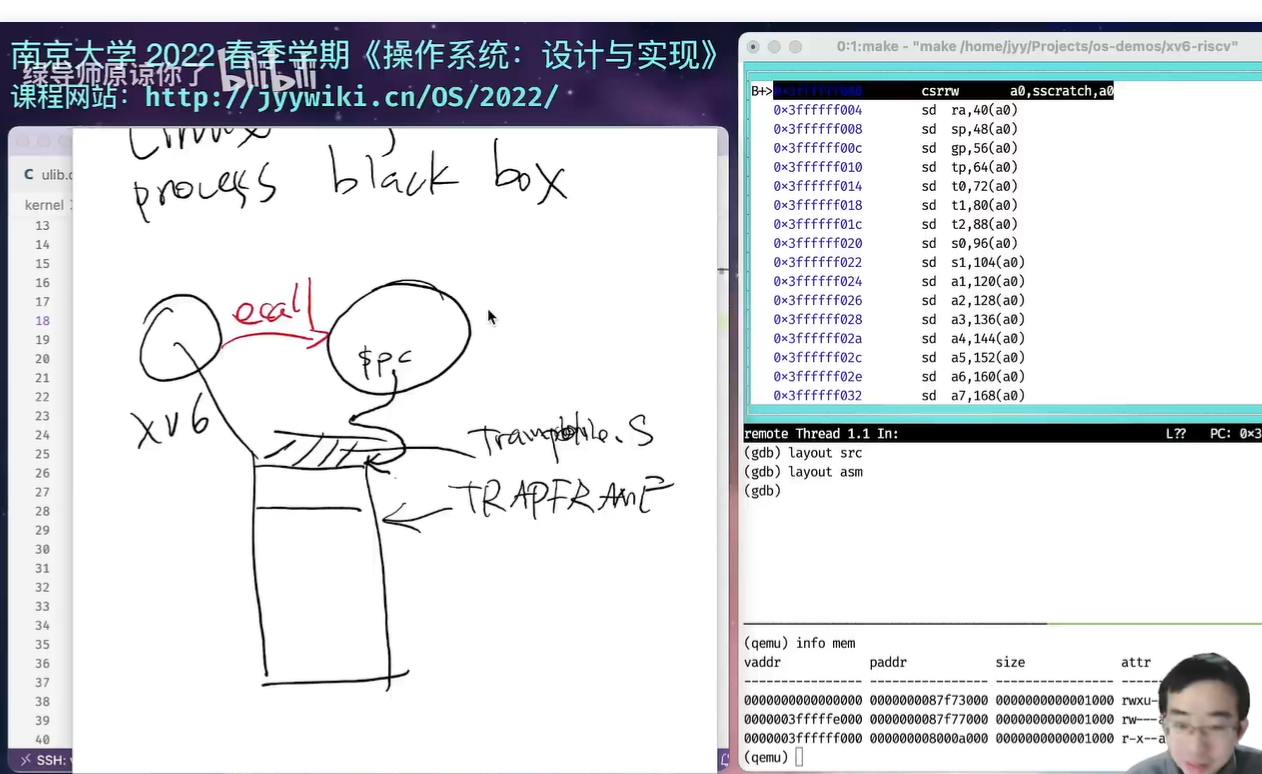 南京大学 2022 春季学期《操作系统：设计与实现》
绿导师原谅你了 bilibili
课程网站：http://jyywiki.cn/OS/2022/
Linux
process black box
C ulib.c
kernel
13
14
15
16
17
18
19
20
21
22
23
24
25
26
27
28
29
30
31
32
33
34
35
36
37
38
39
40
ecall
$pc
xv6
Trampoline.S
TRAPFRAME
SSH:
0:1:make - "make /home/jyy/Projects/os-demos/xv6-riscv"
B+>0x3ffffff000 csrrw a0,sscratch,a0
0x3ffffff004 sd ra,40(a0)
0x3ffffff008 sd sp,48(a0)
0x3ffffff00c sd gp,56(a0)
0x3ffffff010 sd tp,64(a0)
0x3ffffff014 sd t0,72(a0)
0x3ffffff018 sd t1,80(a0)
0x3ffffff01c sd t2,88(a0)
0x3ffffff020 sd s0,96(a0)
0x3ffffff022 sd s1,104(a0)
0x3ffffff024 sd a1,120(a0)
0x3ffffff026 sd a2,128(a0)
0x3ffffff028 sd a3,136(a0)
0x3ffffff02a sd a4,144(a0)
0x3ffffff02c sd a5,152(a0)
0x3ffffff02e sd a6,160(a0)
0x3ffffff032 sd a7,168(a0)
remote Thread 1.1 In: L?? PC: 0x3
(gdb) layout src
(gdb) layout asm
(gdb)
(qemu) info mem
vaddr paddr size attr
---------------- ---------------- ---------------- -----
0000000000000000 0000000087f73000 0000000000001000 rwxu-
0000003fffffe000 0000000087f77000 0000000000001000 rw---a
0000003ffffff000 000000008000a000 0000000000001000 r-x--a
(qemu)